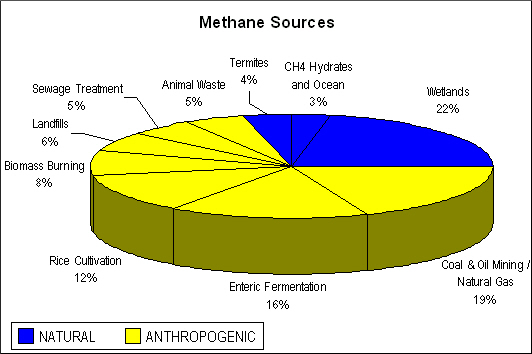 Methane Sources
Termites
4%
CH4 Hydrates
and Ocean
3%
Wetlands
22%
Animal Waste
5%
Sewage Treatment
5%
Landfills
6%
Biomass Burning
8%
Rice Cultivation
12%
Enteric Fermentation
16%
Coal & Oil Mining /
Natural Gas
19%
NATURAL
ANTHROPOGENIC